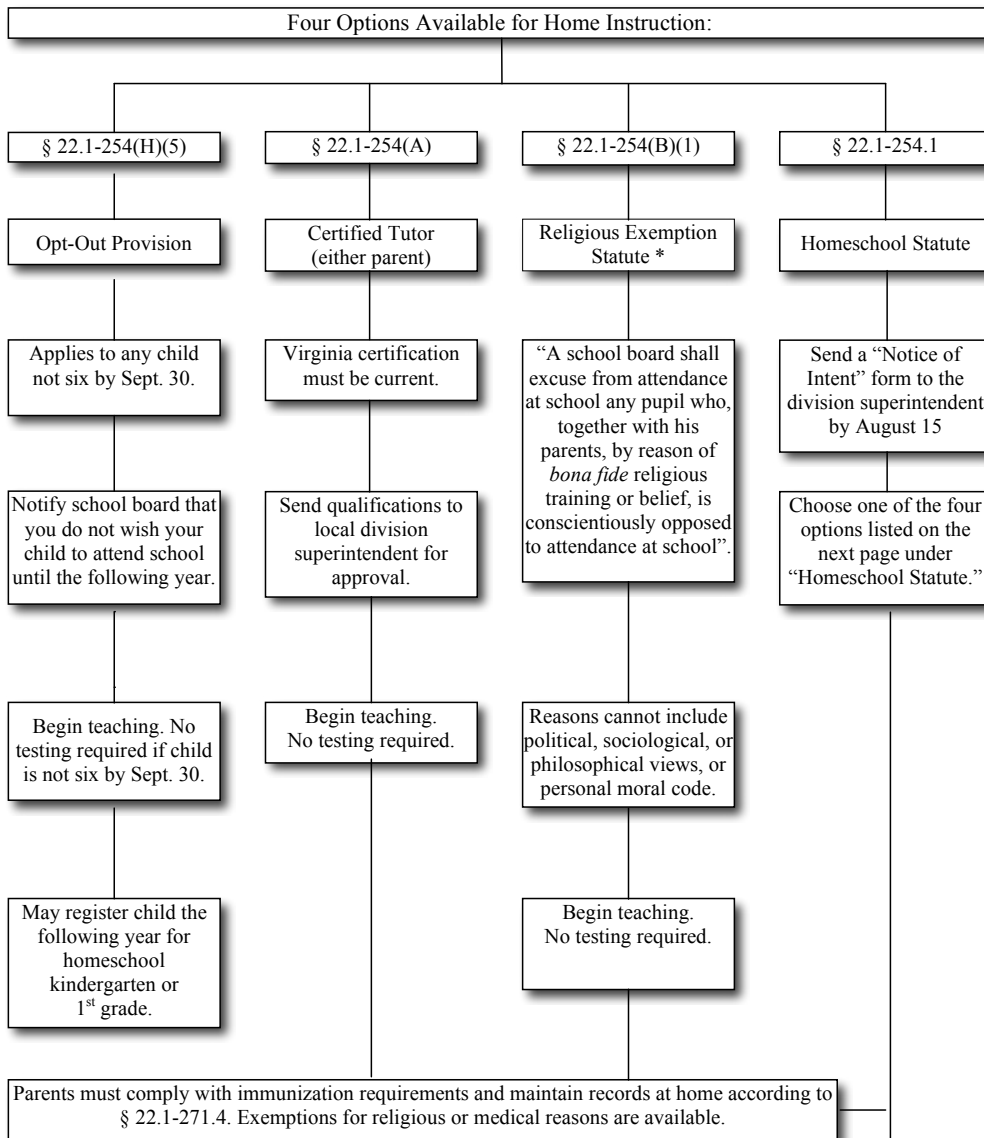 Four Options Available for Home Instruction:
§ 22.1-254(H)(5)
Opt-Out Provision
Applies to any child
not six by Sept. 30.
Notify school board that
you do not wish your
child to attend school
until the following year.
Begin teaching. No
testing required if child
is not six by Sept. 30.
May register child the
following year for
homeschool
kindergarten or
1st grade.
§ 22.1-254(A)
Certified Tutor
(either parent)
Virginia certification
must be current.
Send qualifications to
local division
superintendent for
approval.
Begin teaching.
No testing required.
§ 22.1-254(B)(1)
Religious Exemption
Statute *
“A school board shall
excuse from attendance
at school any pupil who,
together with his
parents, by reason of
bona fide religious
training or belief, is
conscientiously opposed
to attendance at school”.
Reasons cannot include
political, sociological, or
philosophical views, or
personal moral code.
Begin teaching.
No testing required.
§ 22.1-254.1
Homeschool Statute
Send a “Notice of
Intent” form to the
division superintendent
by August 15
Choose one of the four
options listed on the
next page under
“Homeschool Statute.”
Parents must comply with immunization requirements and maintain records at home according to
§ 22.1-271.4. Exemptions for religious or medical reasons are available.